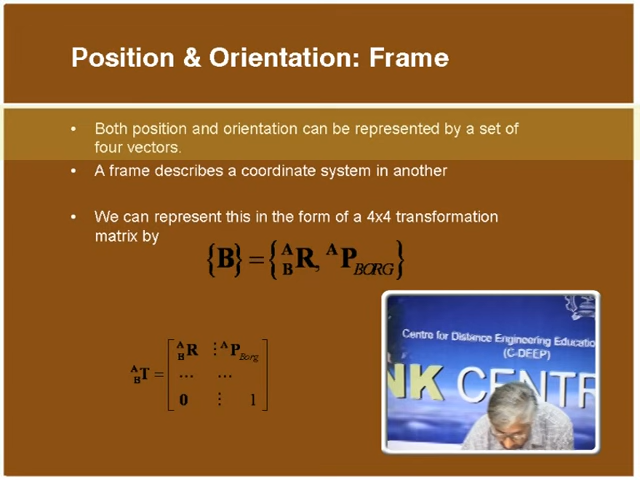 Position & Orientation: Frame
• Both position and orientation can be represented by a set of
four vectors.
• A frame describes a coordinate system in another
• We can represent this in the form of a 4x4 transformation
matrix by
{B} = {ᴬ_B R, ᴬP_BORG}
ᴬ_B T = [ᴬ_B R ⋮ ᴬP_Borg
... ...
0 ⋮ 1]
Centre for Distance Engineering Educatio
(C-DEEP)
NK CENTR